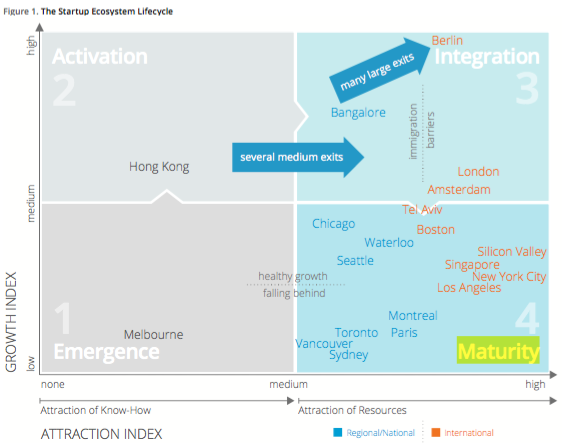 Figure 1. The Startup Ecosystem Lifecycle
high
Activation
2
Berlin
many large exits
Integration
3
Bangalore
immigration
barriers
several medium exits
Hong Kong
London
Amsterdam
medium
Tel Aviv
Chicago
Boston
Waterloo
Silicon Valley
Seattle
Singapore
healthy growth
New York City
falling behind
Los Angeles
GROWTH INDEX
1
4
Montreal
Melbourne
Toronto
Paris
Vancouver
Emergence
Maturity
Sydney
low
none
medium
high
Attraction of Know-How
Attraction of Resources
ATTRACTION INDEX
Regional/National
International